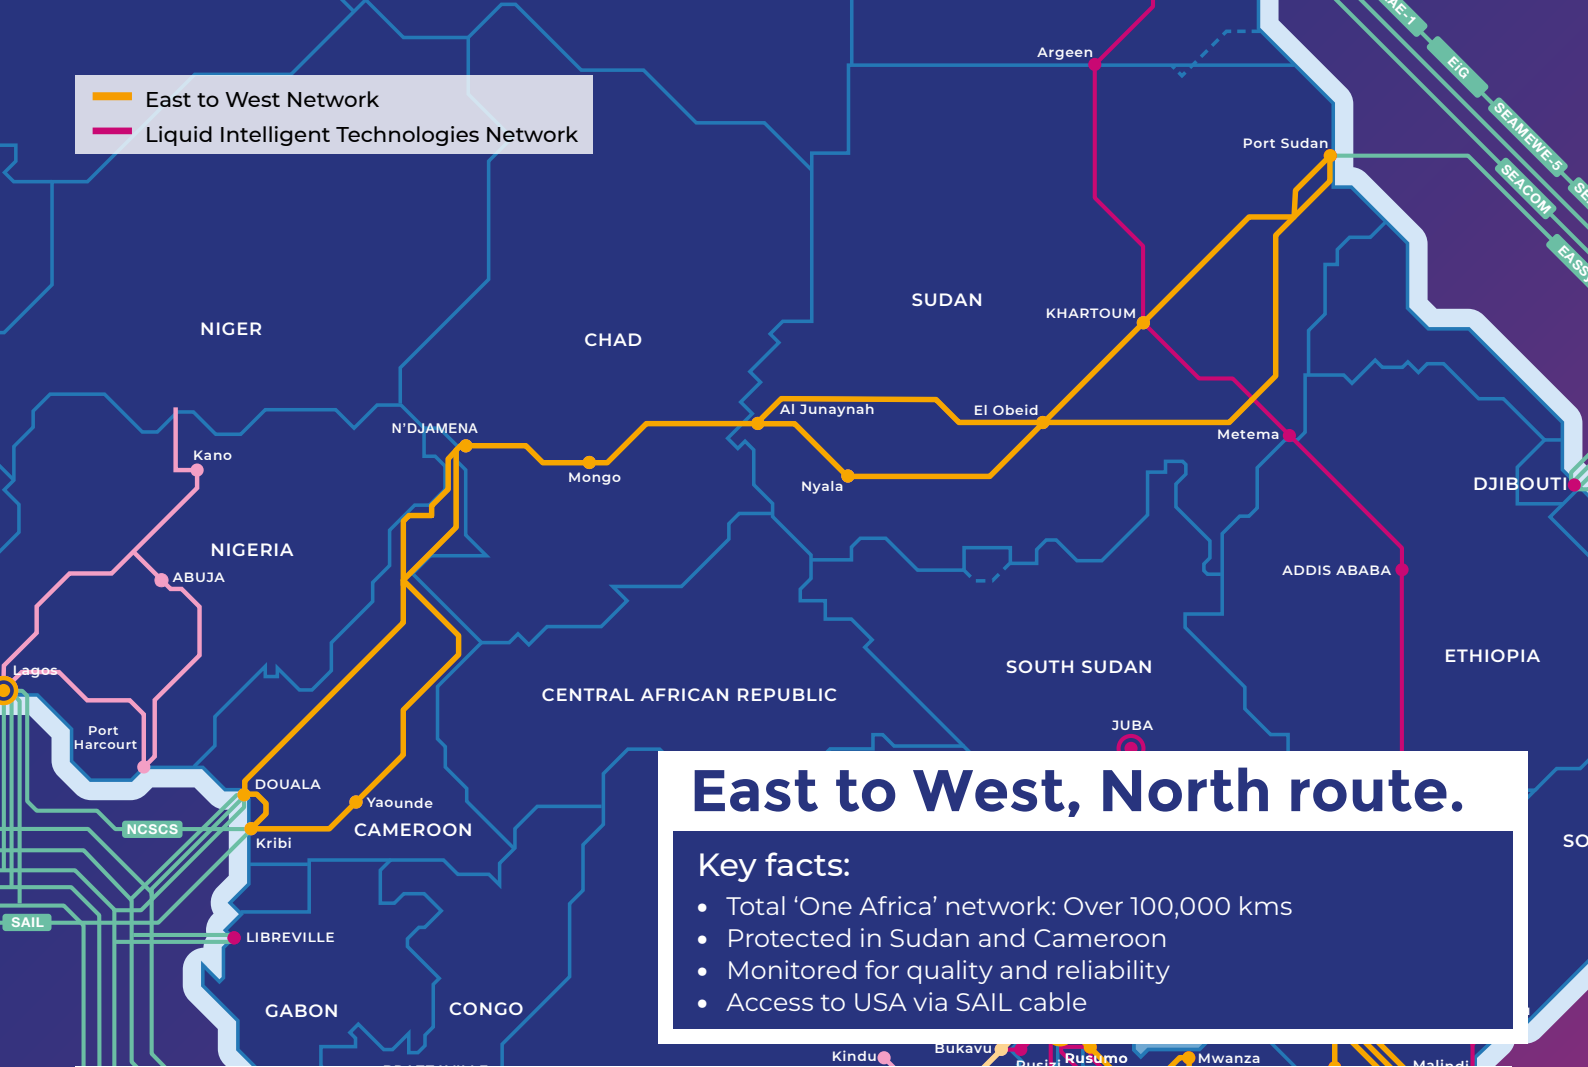 EiG
SEAMEWE-5
SEACOM
Argeen
East to West Network
Liquid Intelligent Technologies Network
Port Sudan
SUDAN
KHARTOUM
NIGER
CHAD
Al Junaynah
El Obeid
N'DJAMENA
Metema
Kano
Mongo
Nyala
DJIBOUTI
NIGERIA
ABUJA
ADDIS ABABA
ETHIOPIA
Lagos
SOUTH SUDAN
CENTRAL AFRICAN REPUBLIC
JUBA
Port
Harcourt
DOUALA
Yaounde
NCSCS
CAMEROON
Kribi
SAIL
LIBREVILLE
GABON
CONGO
East to West, North route.
Key facts:
• Total ‘One Africa’ network: Over 100,000 kms
• Protected in Sudan and Cameroon
• Monitored for quality and reliability
• Access to USA via SAIL cable
Kindu
Bukavu
Rusumo
Mwanza
Malindi